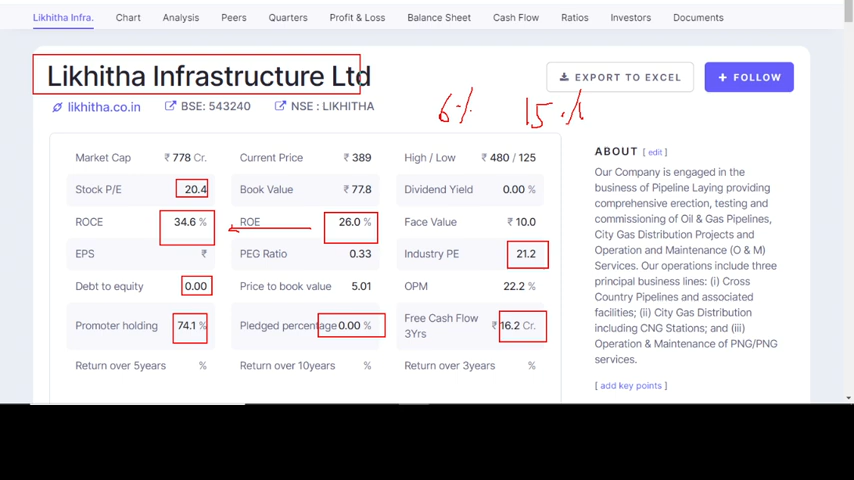 Likhitha Infra. Chart Analysis Peers Quarters Profit & Loss Balance Sheet Cash Flow Ratios Investors Documents
Likhitha Infrastructure Ltd
EXPORT TO EXCEL
+ FOLLOW
likhitha.co.in BSE: 543240 NSE : LIKHITHA
6% 15%
Market Cap ₹ 778 Cr. Current Price ₹ 389 High / Low ₹ 480 / 125
Stock P/E 20.4 Book Value ₹ 77.8 Dividend Yield 0.00 %
ROCE 34.6 % ROE 26.0 % Face Value ₹ 10.0
EPS ₹ PEG Ratio 0.33 Industry PE 21.2
Debt to equity 0.00 Price to book value 5.01 OPM 22.2 %
Promoter holding 74.1 % Pledged percentage 0.00 % Free Cash Flow 3Yrs ₹ 16.2 Cr.
Return over 5years % Return over 10years % Return over 3years %
ABOUT [ edit ]
Our Company is engaged in the
business of Pipeline Laying providing
comprehensive erection, testing and
commissioning of Oil & Gas Pipelines,
City Gas Distribution Projects and
Operation and Maintenance (O & M)
Services. Our operations include three
principal business lines: (i) Cross
Country Pipelines and associated
facilities; (ii) City Gas Distribution
including CNG Stations; and (iii)
Operation & Maintenance of PNG/PNG
services.
[ add key points ]